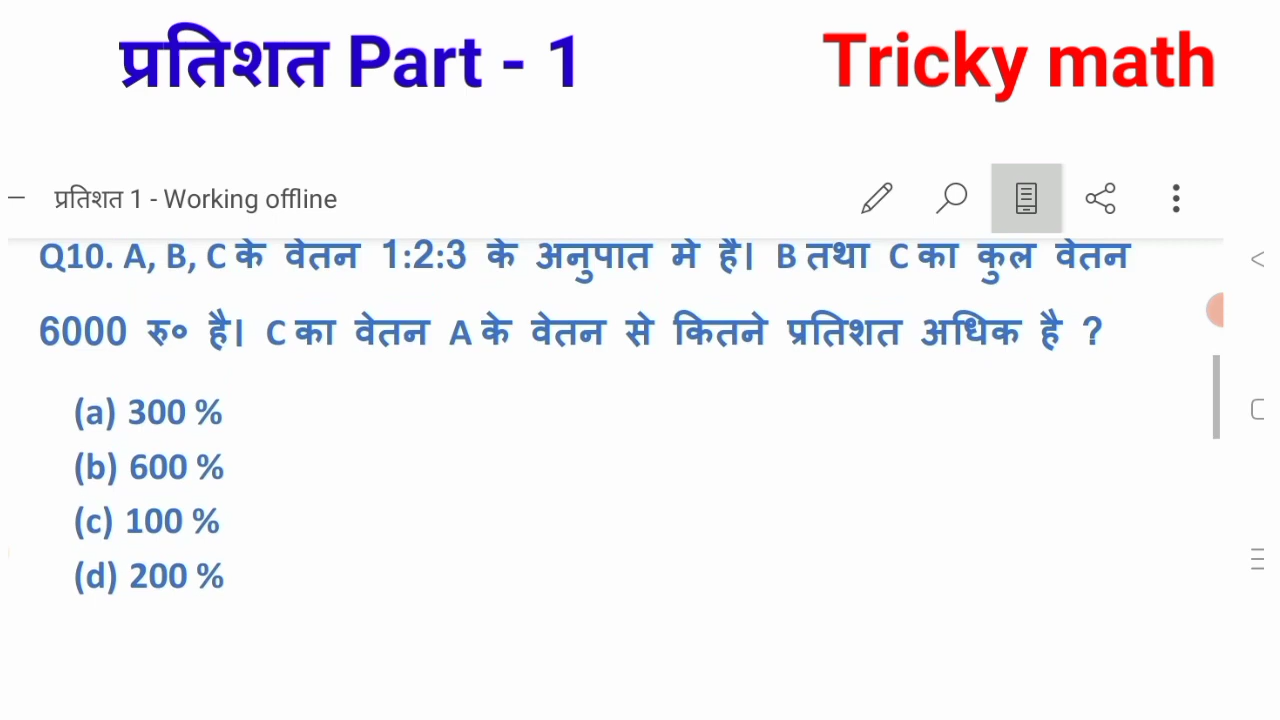 प्रतिशत Part - 1 Tricky math
प्रतिशत 1 - Working offline
Q10. A, B, C के वेतन 1:2:3 के अनुपात मे है। B तथा C का कुल वेतन
6000 रु० है। C का वेतन A के वेतन से कितने प्रतिशत अधिक है ?
(a) 300 %
(b) 600 %
(c) 100 %
(d) 200 %